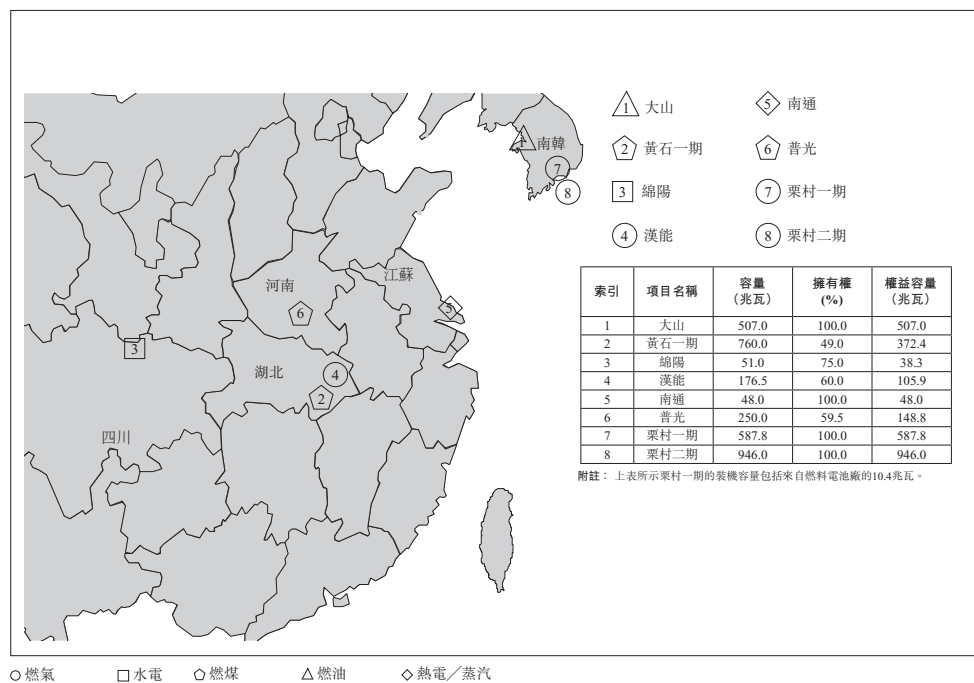 1 大山
5 南通
2 黃石一期
6 普光
3 綿陽
7 栗村一期
4 漢能
8 栗村二期
1
南韓
7
8
江蘇
河南
6
5
3
湖北
4
2
四川
索引 項目名稱 容量（兆瓦） 擁有權(%) 權益容量（兆瓦）
1 大山 507.0 100.0 507.0
2 黃石一期 760.0 49.0 372.4
3 綿陽 51.0 75.0 38.3
4 漢能 176.5 60.0 105.9
5 南通 48.0 100.0 48.0
6 普光 250.0 59.5 148.8
7 栗村一期 587.8 100.0 587.8
8 栗村二期 946.0 100.0 946.0
附註： 上表所示栗村一期的裝機容量包括來自燃料電池廠的10.4兆瓦。
燃氣 水電 燃煤 燃油 熱電／蒸汽